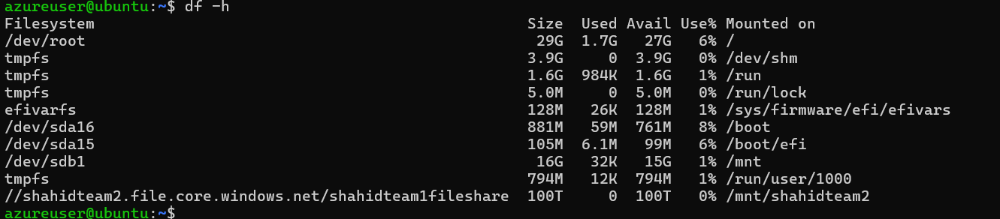 azureuser@ubuntu:~$ df -h
Filesystem Size Used Avail Use% Mounted on
/dev/root 29G 1.7G 27G 6% /
tmpfs 3.9G 0 3.9G 0% /dev/shm
tmpfs 1.6G 984K 1.6G 1% /run
tmpfs 5.0M 0 5.0M 0% /run/lock
efivarfs 128M 26K 128M 1% /sys/firmware/efi/efivars
/dev/sda16 881M 59M 761M 8% /boot
/dev/sda15 105M 6.1M 99M 6% /boot/efi
/dev/sdb1 16G 32K 15G 1% /mnt
tmpfs 794M 12K 794M 1% /run/user/1000
//shahidteam2.file.core.windows.net/shahidteam1fileshare 100T 0 100T 0% /mnt/shahidteam2
azureuser@ubuntu:~$